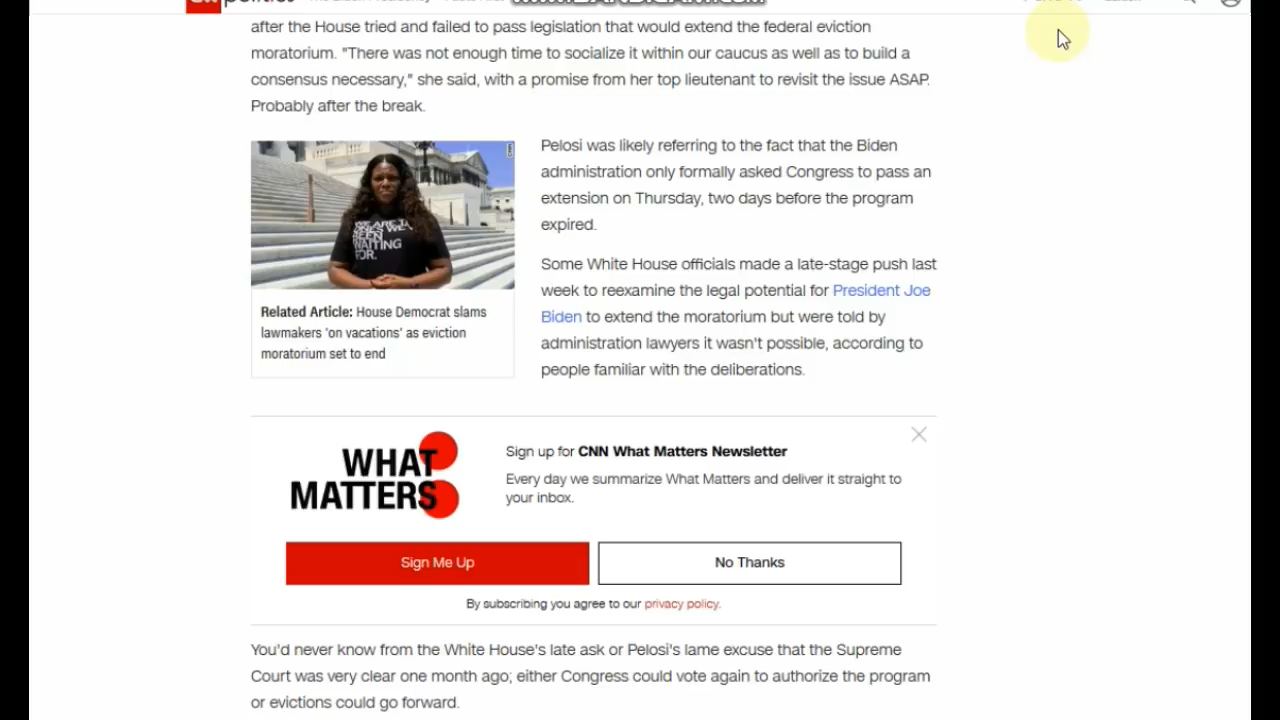 politics
after the House tried and failed to pass legislation that would extend the federal eviction
moratorium. "There was not enough time to socialize it within our caucus as well as to build a
consensus necessary," she said, with a promise from her top lieutenant to revisit the issue ASAP.
Probably after the break.
Pelosi was likely referring to the fact that the Biden
administration only formally asked Congress to pass an
extension on Thursday, two days before the program
expired.
WE ARE
WAITING
FOR.
Some White House officials made a late-stage push last
week to reexamine the legal potential for President Joe
Biden to extend the moratorium but were told by
administration lawyers it wasn't possible, according to
people familiar with the deliberations.
Related Article: House Democrat slams
lawmakers 'on vacations' as eviction
moratorium set to end
WHAT
MATTERS
Sign up for CNN What Matters Newsletter
Every day we summarize What Matters and deliver it straight to
your inbox.
Sign Me Up
No Thanks
By subscribing you agree to our privacy policy.
You'd never know from the White House's late ask or Pelosi's lame excuse that the Supreme
Court was very clear one month ago; either Congress could vote again to authorize the program
or evictions could go forward.